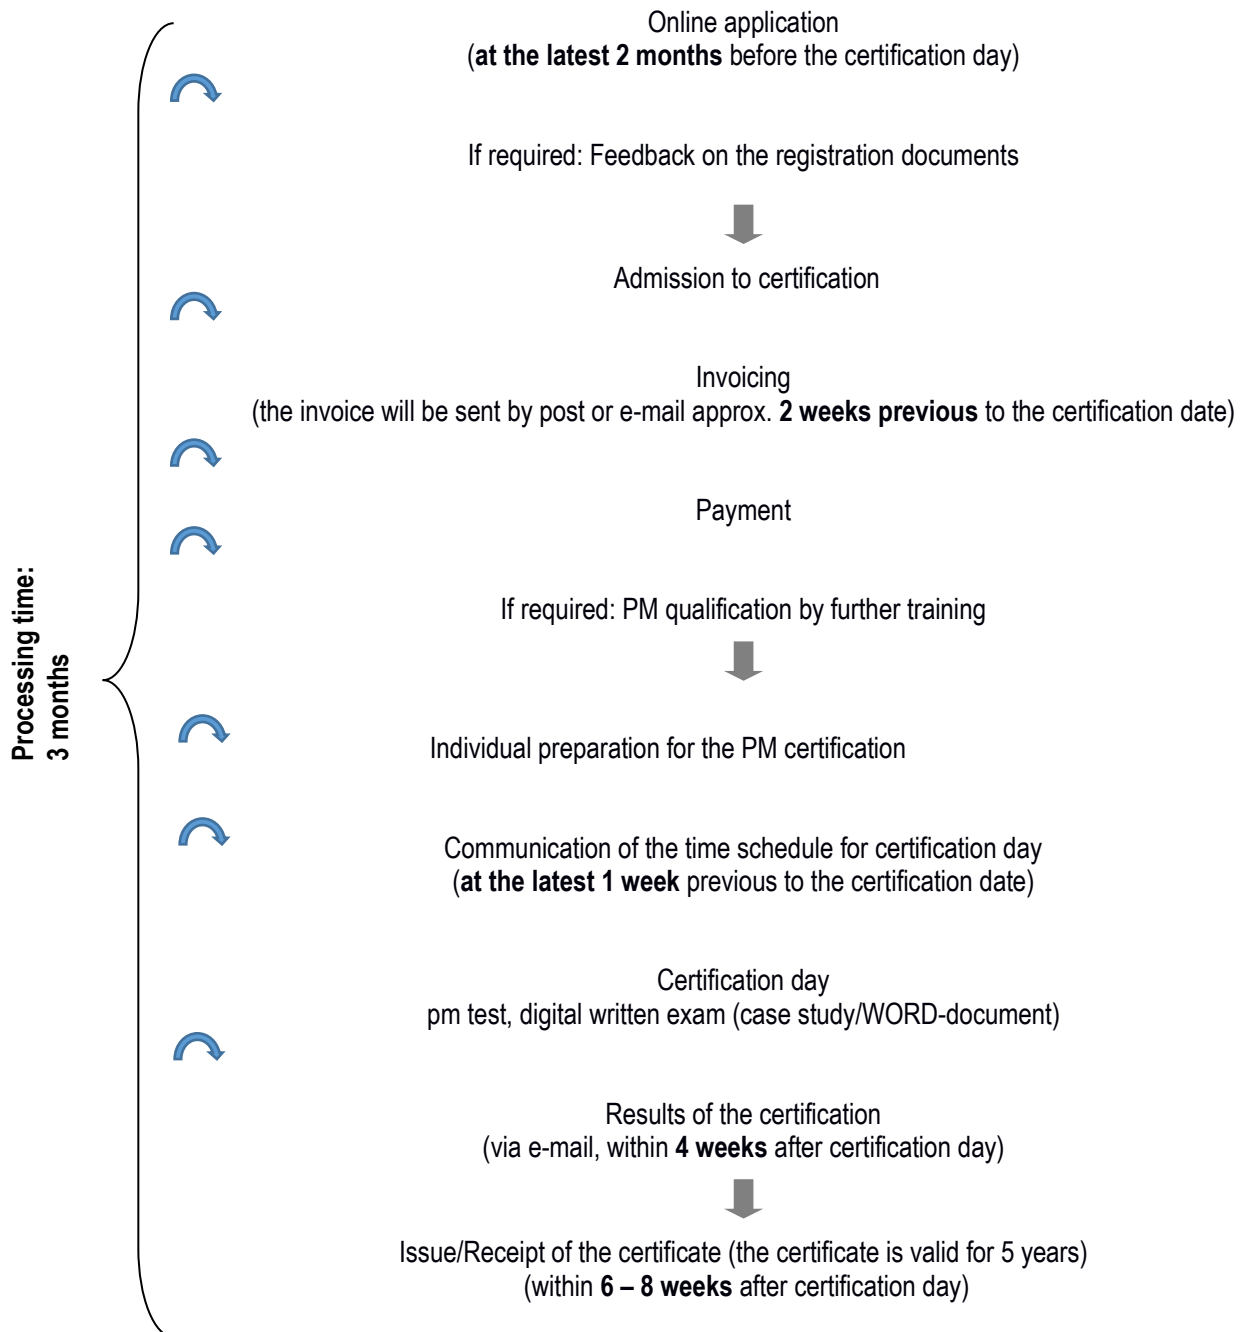 Online application
(at the latest 2 months before the certification day)
If required: Feedback on the registration documents
Admission to certification
Invoicing
(the invoice will be sent by post or e-mail approx. 2 weeks previous to the certification date)
Payment
If required: PM qualification by further training
Processing time:
3 months
Individual preparation for the PM certification
Communication of the time schedule for certification day
(at the latest 1 week previous to the certification date)
Certification day
pm test, digital written exam (case study/WORD-document)
Results of the certification
(via e-mail, within 4 weeks after certification day)
Issue/Receipt of the certificate (the certificate is valid for 5 years)
(within 6 – 8 weeks after certification day)